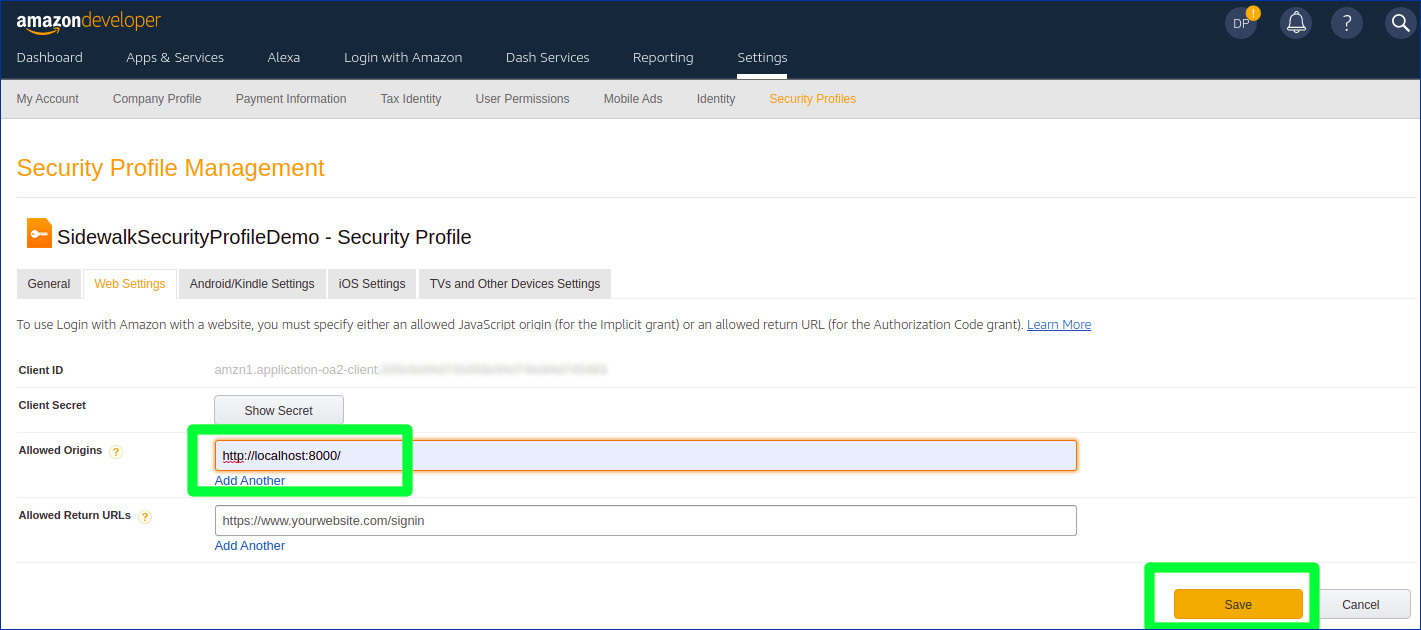 amazondeveloper
DP !
?
Dashboard Apps & Services Alexa Login with Amazon Dash Services Reporting Settings
My Account Company Profile Payment Information Tax Identity User Permissions Mobile Ads Identity Security Profiles
Security Profile Management
SidewalkSecurityProfileDemo - Security Profile
General Web Settings Android/Kindle Settings iOS Settings TVs and Other Devices Settings
To use Login with Amazon with a website, you must specify either an allowed JavaScript origin (for the Implicit grant) or an allowed return URL (for the Authorization Code grant). Learn More
Client ID amzn1.application-oa2-client.
Client Secret Show Secret
Allowed Origins ? http://localhost:8000/
Add Another
Allowed Return URLs ? https://www.yourwebsite.com/signin
Add Another
Save Cancel